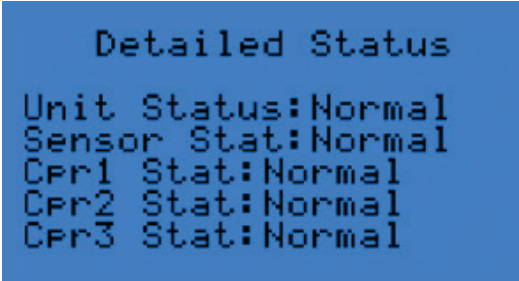 Detailed Status
Unit Status:Normal
Sensor Stat:Normal
Cpr1 Stat:Normal
Cpr2 Stat:Normal
Cpr3 Stat:Normal